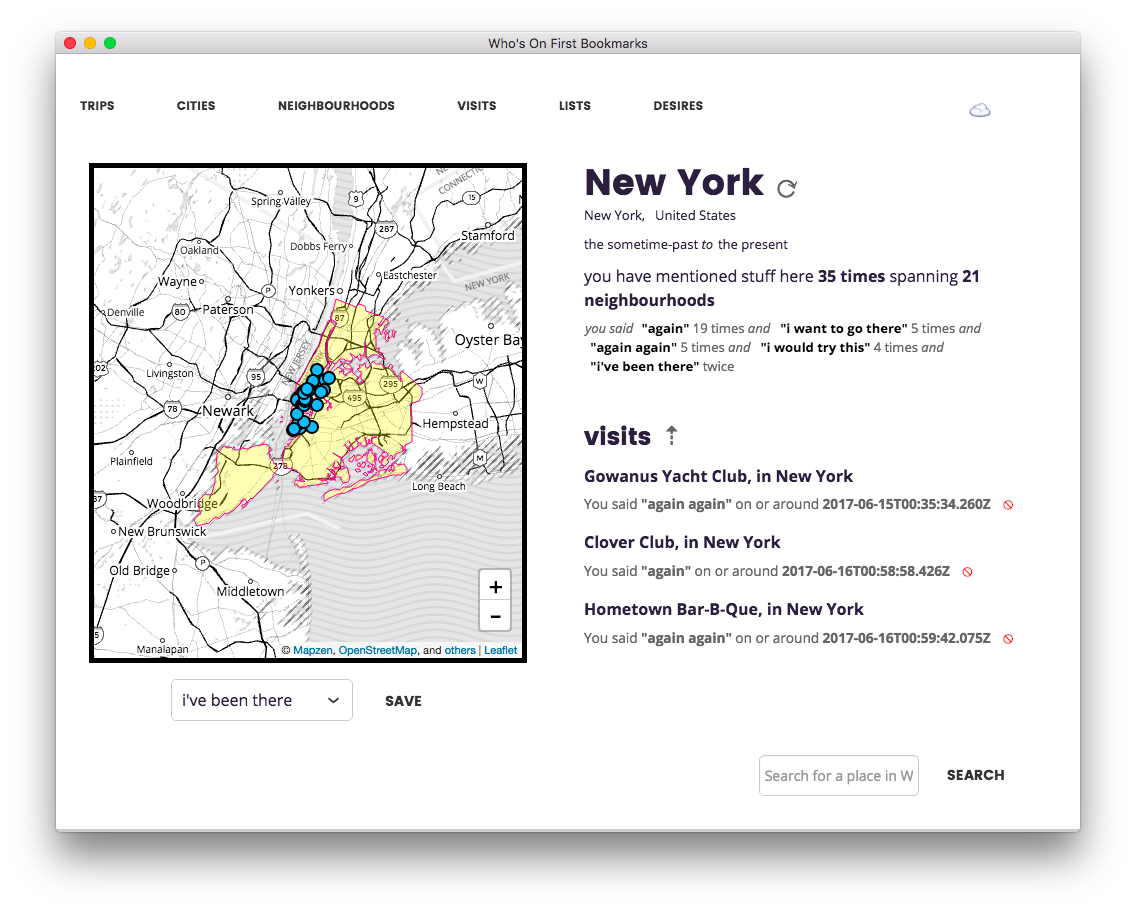 Who's On First Bookmarks
TRIPS CITIES NEIGHBOURHOODS VISITS LISTS DESIRES
CONNECTIC
Spring Valley
9
15
287
Stamford
Oakland
Dobbs Ferry
Eastchester
Wayne
NEW YORK
P
Yonkers
Denville
80
Paterson
87
NEW JERSEY
Oyster Bay
202
Livingston
95
W
295
495
78
Newark
Hempstead
M
Plainfield
278
Long Beach
Woodbridge
New Brunswick
P
Old Bridge
Middletown
Manalapan
+
−
© Mapzen, OpenStreetMap, and others | Leaflet
i've been there SAVE
New York
New York, United States
the sometime-past to the present
you have mentioned stuff here 35 times spanning 21
neighbourhoods
you said "again" 19 times and "i want to go there" 5 times and
"again again" 5 times and "i would try this" 4 times and
"i've been there" twice
visits
Gowanus Yacht Club, in New York
You said "again again" on or around 2017-06-15T00:35:34.260Z
Clover Club, in New York
You said "again" on or around 2017-06-16T00:58:58.426Z
Hometown Bar-B-Que, in New York
You said "again again" on or around 2017-06-16T00:59:42.075Z
Search for a place in W SEARCH